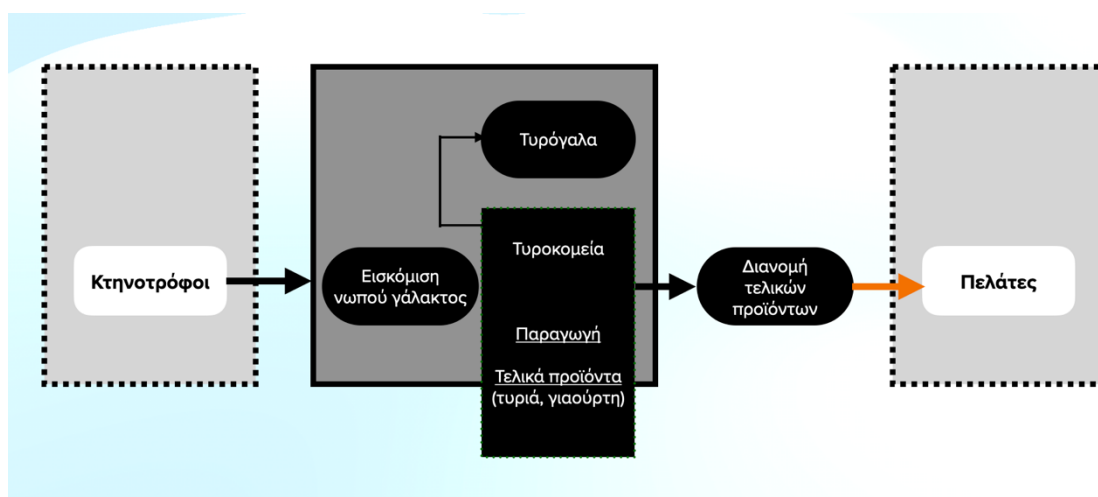 Τυρόγαλα
Κτηνοτρόφοι
Εισκόμιση
νωπού γάλακτος
Τυροκομεία
Παραγωγή
Τελικά προϊόντα
(τυριά, γιαούρτη)
Διανομή
τελικών
προϊόντων
Πελάτες